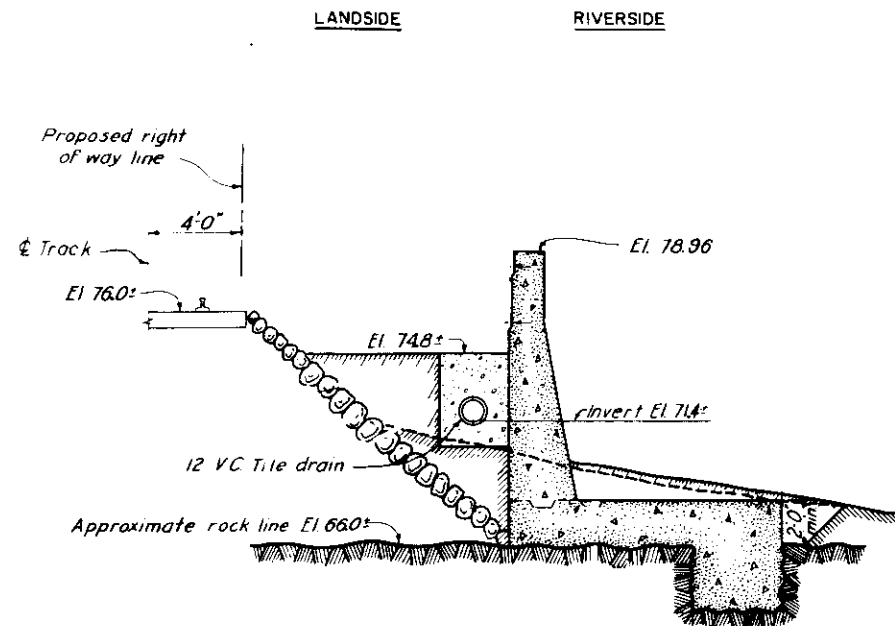 LANDSIDE
RIVERSIDE
Proposed right
of way line
4'-0"
℄ Track
El. 76.0±
El. 78.96
El. 74.8±
Invert El. 71.4±
12 V.C. Tile drain
Approximate rock line El. 66.0±
2'-0"
min.